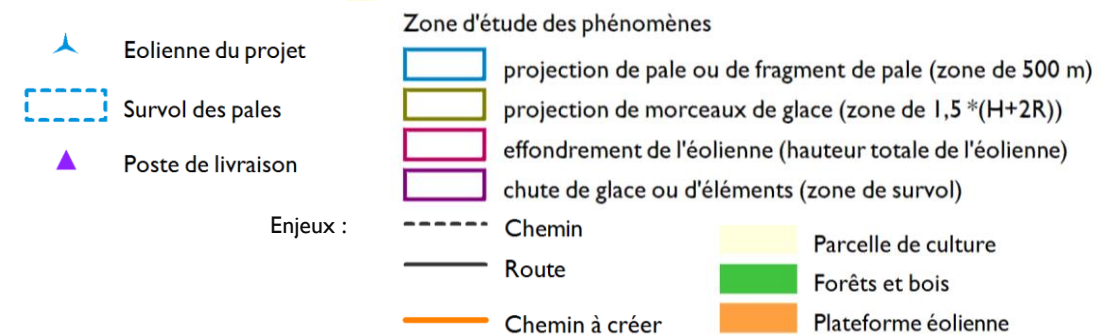 Zone d'étude des phénomènes
Eolienne du projet
Survol des pales
Poste de livraison
projection de pale ou de fragment de pale (zone de 500 m)
projection de morceaux de glace (zone de 1,5 *(H+2R))
effondrement de l'éolienne (hauteur totale de l'éolienne)
chute de glace ou d'éléments (zone de survol)
Enjeux :
Chemin
Route
Chemin à créer
Parcelle de culture
Forêts et bois
Plateforme éolienne